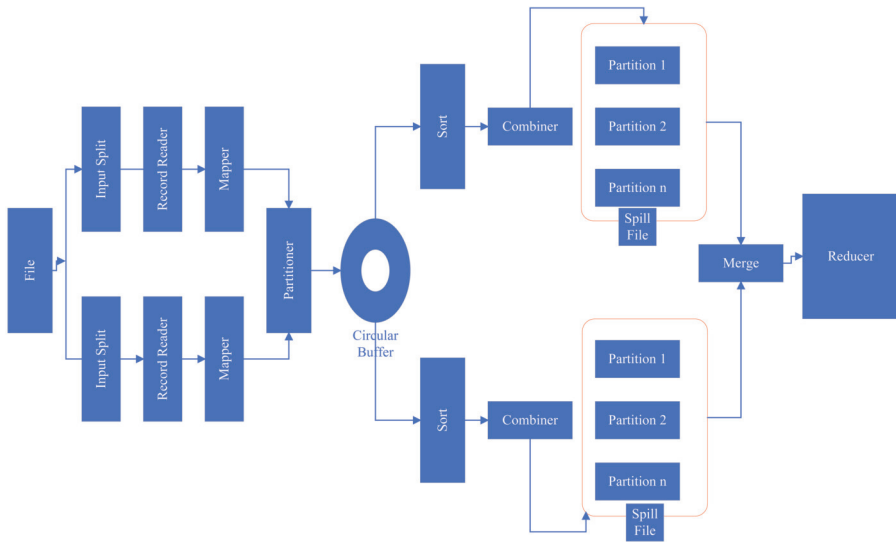 File
Input Split
Record Reader
Mapper
Input Split
Record Reader
Mapper
Partitioner
Circular
Buffer
Sort
Combiner
Partition 1
Partition 2
Partition n
Spill
File
Sort
Combiner
Partition 1
Partition 2
Partition n
Spill
File
Merge
Reducer